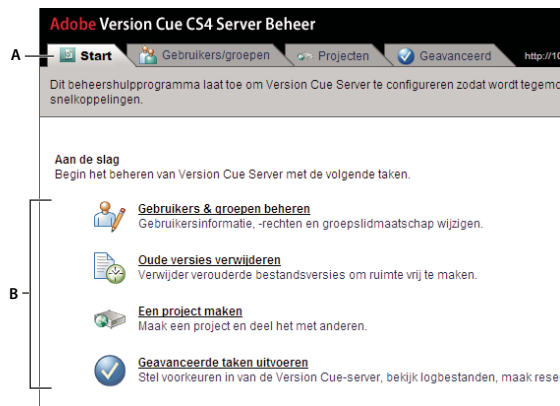 Adobe Version Cue CS4 Server Beheer
A
Start Gebruikers/groepen Projecten Geavanceerd http://10
Dit beheershulpprogramma laat toe om Version Cue Server te configureren zodat wordt tegemo
snelkoppelingen.
Aan de slag
Begin het beheren van Version Cue Server met de volgende taken.
Gebruikers & groepen beheren
Gebruikersinformatie, -rechten en groepslidmaatschap wijzigen.
Oude versies verwijderen
Verwijder verouderde bestandsversies om ruimte vrij te maken.
B
Een project maken
Maak een project en deel het met anderen.
Geavanceerde taken uitvoeren
Stel voorkeuren in van de Version Cue-server, bekijk logbestanden, maak rese